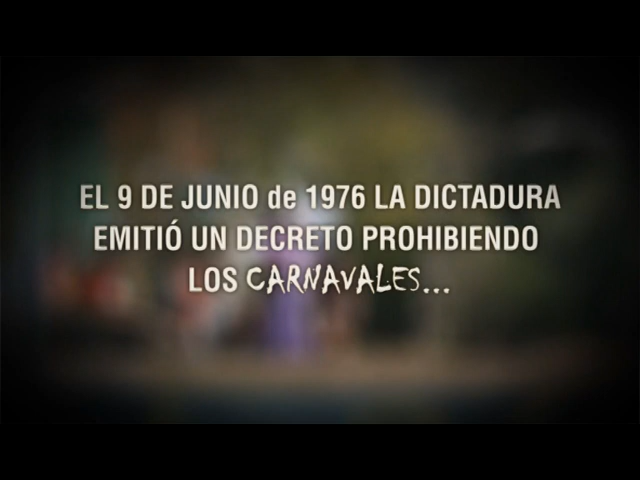 EL 9 DE JUNIO de 1976 LA DICTADURA
EMITIÓ UN DECRETO PROHIBIENDO
LOS CARNAVALES...